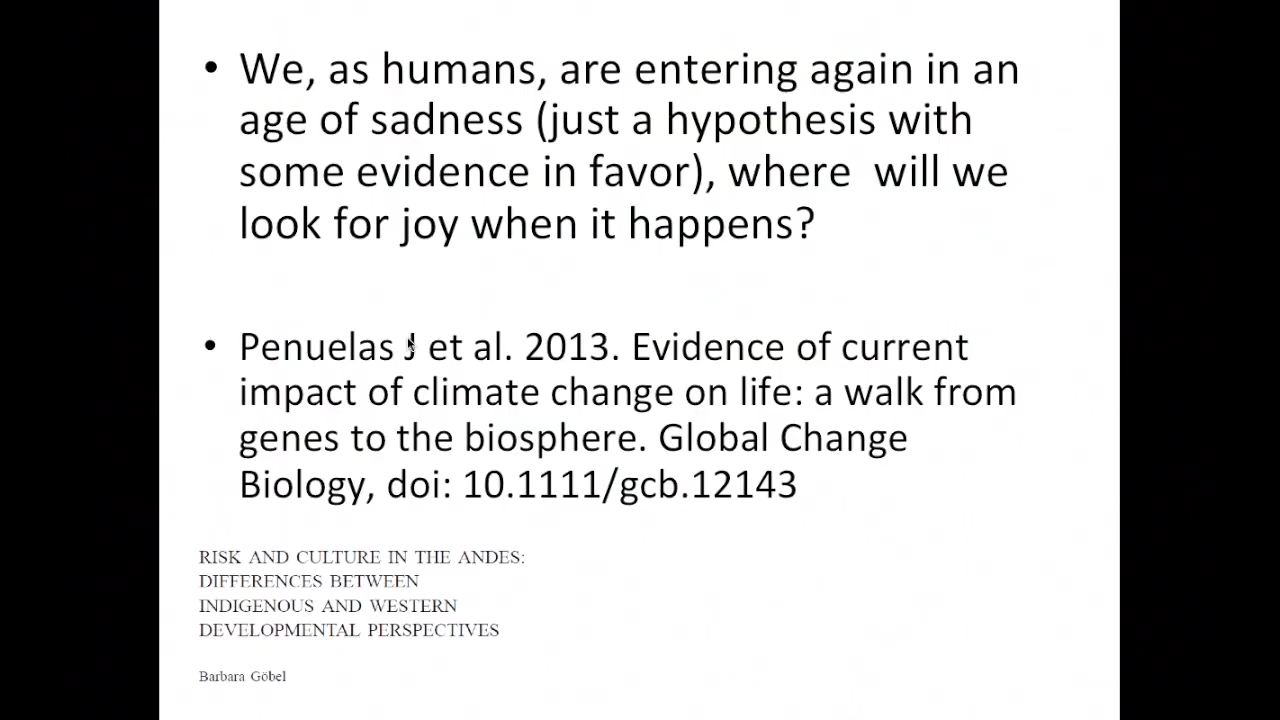 • We, as humans, are entering again in an
age of sadness (just a hypothesis with
some evidence in favor), where will we
look for joy when it happens?
• Penuelas J et al. 2013. Evidence of current
impact of climate change on life: a walk from
genes to the biosphere. Global Change
Biology, doi: 10.1111/gcb.12143
RISK AND CULTURE IN THE ANDES:
DIFFERENCES BETWEEN
INDIGENOUS AND WESTERN
DEVELOPMENTAL PERSPECTIVES
Barbara Göbel